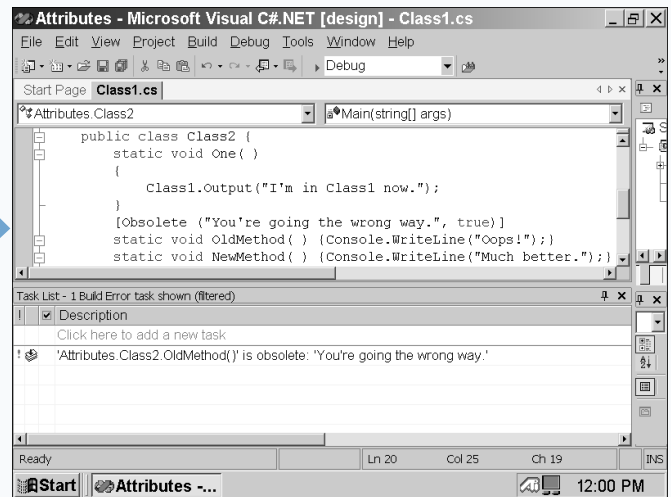 Attributes - Microsoft Visual C#.NET [design] - Class1.cs
File Edit View Project Build Debug Tools Window Help
Debug
Start Page Class1.cs
Attributes.Class2
Main(string[] args)
public class Class2 {
static void One( )
{
Class1.Output("I'm in Class1 now.");
}
[Obsolete ("You're going the wrong way.", true)]
static void OldMethod( ) {Console.WriteLine("Oops!");}
static void NewMethod( ) {Console.WriteLine("Much better.");}
Task List - 1 Build Error task shown (filtered)
! Description
Click here to add a new task
! 'Attributes.Class2.OldMethod()' is obsolete: 'You're going the wrong way.'
Ready Ln 20 Col 25 Ch 19 INS
Start Attributes -... 12:00 PM